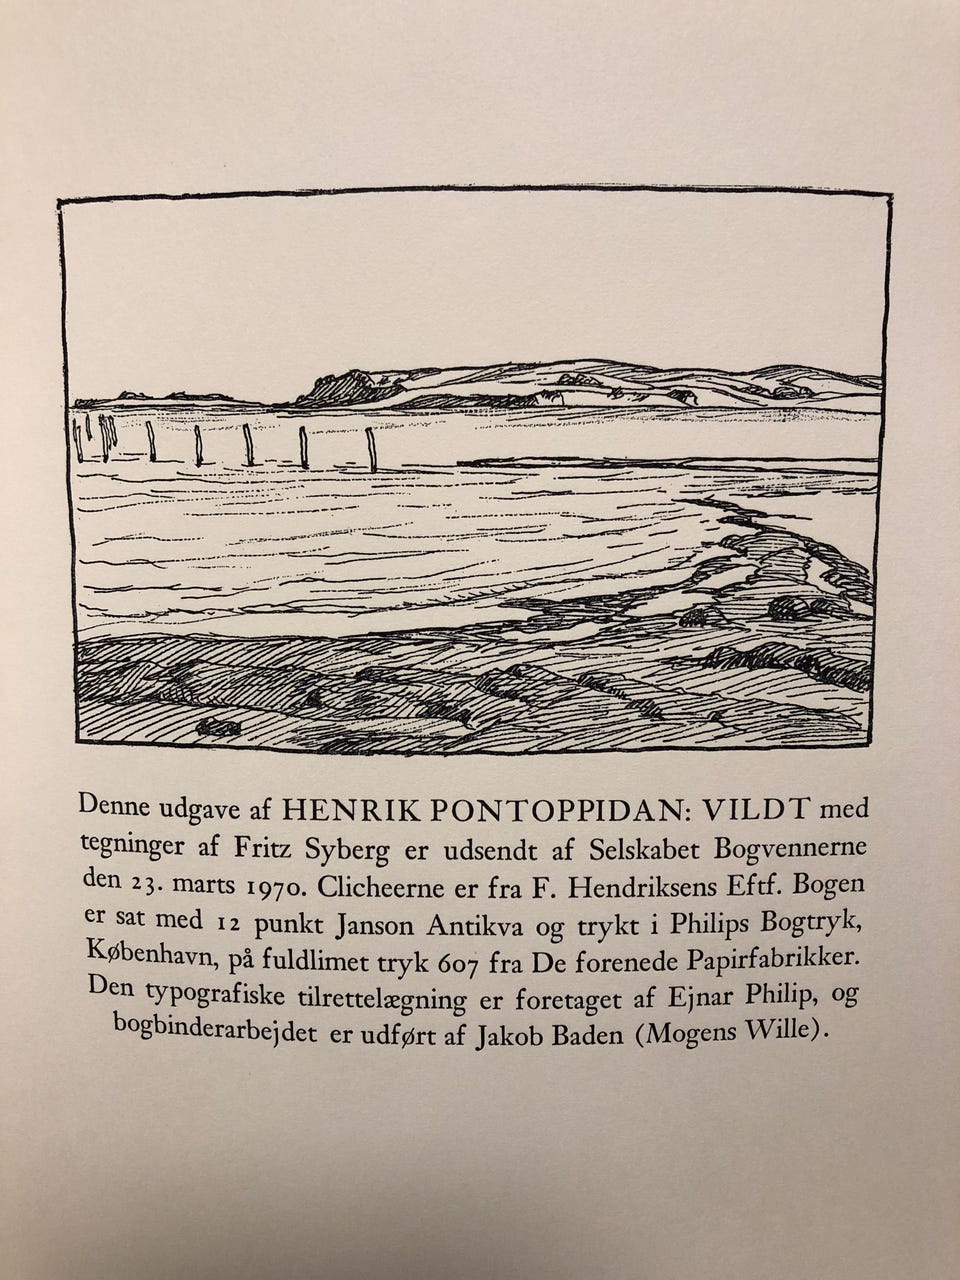 Denne udgave af HENRIK PONTOPPIDAN: VILDT med
tegninger af Fritz Syberg er udsendt af Selskabet Bogvennerne
den 23. marts 1970. Clicheerne er fra F. Hendriksens Eftf. Bogen
er sat med 12 punkt Janson Antikva og trykt i Philips Bogtryk,
København, på fuldlimet tryk 607 fra De forenede Papirfabrikker.
Den typografiske tilrettelægning er foretaget af Ejnar Philip, og
bogbinderarbejdet er udført af Jakob Baden (Mogens Wille).